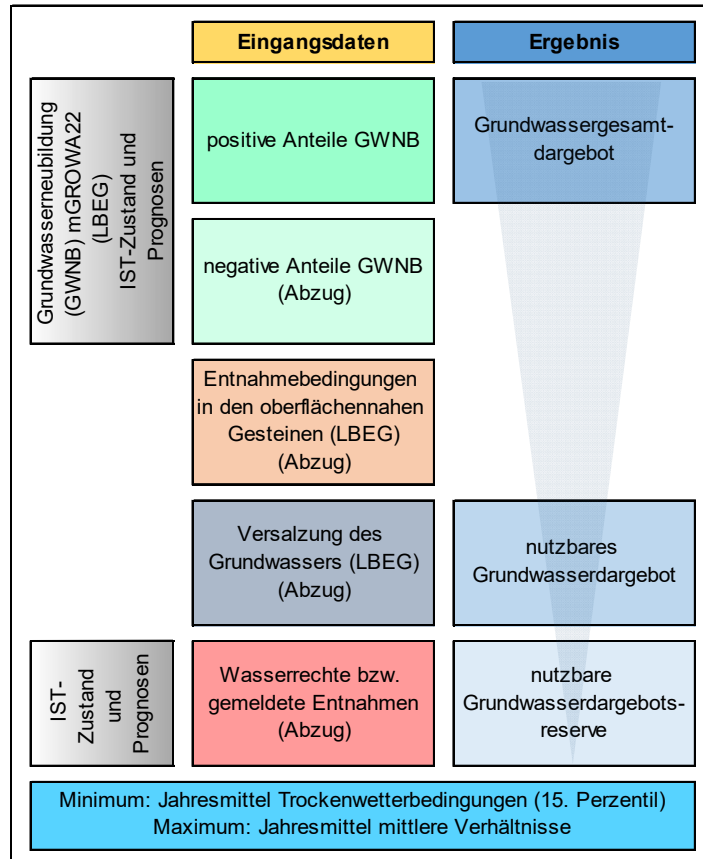 Eingangsdaten
Ergebnis
Grundwasserneubildung
(GWNB) mGROWA22
(LBEG)
IST-Zustand und
Prognosen
positive Anteile GWNB
Grundwassergesamt-
dargebot
negative Anteile GWNB
(Abzug)
Entnahmebedingungen
in den oberflächennahen
Gesteinen (LBEG)
(Abzug)
Versalzung des
Grundwassers (LBEG)
(Abzug)
nutzbares
Grundwasserdargebot
IST-
Zustand
und
Prognosen
Wasserrechte bzw.
gemeldete Entnahmen
(Abzug)
nutzbare
Grundwasserdargebots-
reserve
Minimum: Jahresmittel Trockenwetterbedingungen (15. Perzentil)
Maximum: Jahresmittel mittlere Verhältnisse